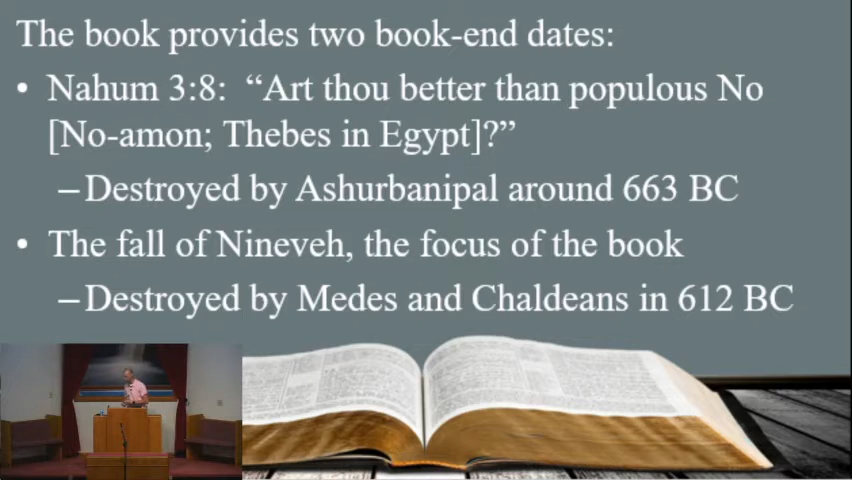 The book provides two book-end dates:
• Nahum 3:8: “Art thou better than populous No
[No-amon; Thebes in Egypt]?”
–Destroyed by Ashurbanipal around 663 BC
• The fall of Nineveh, the focus of the book
–Destroyed by Medes and Chaldeans in 612 BC